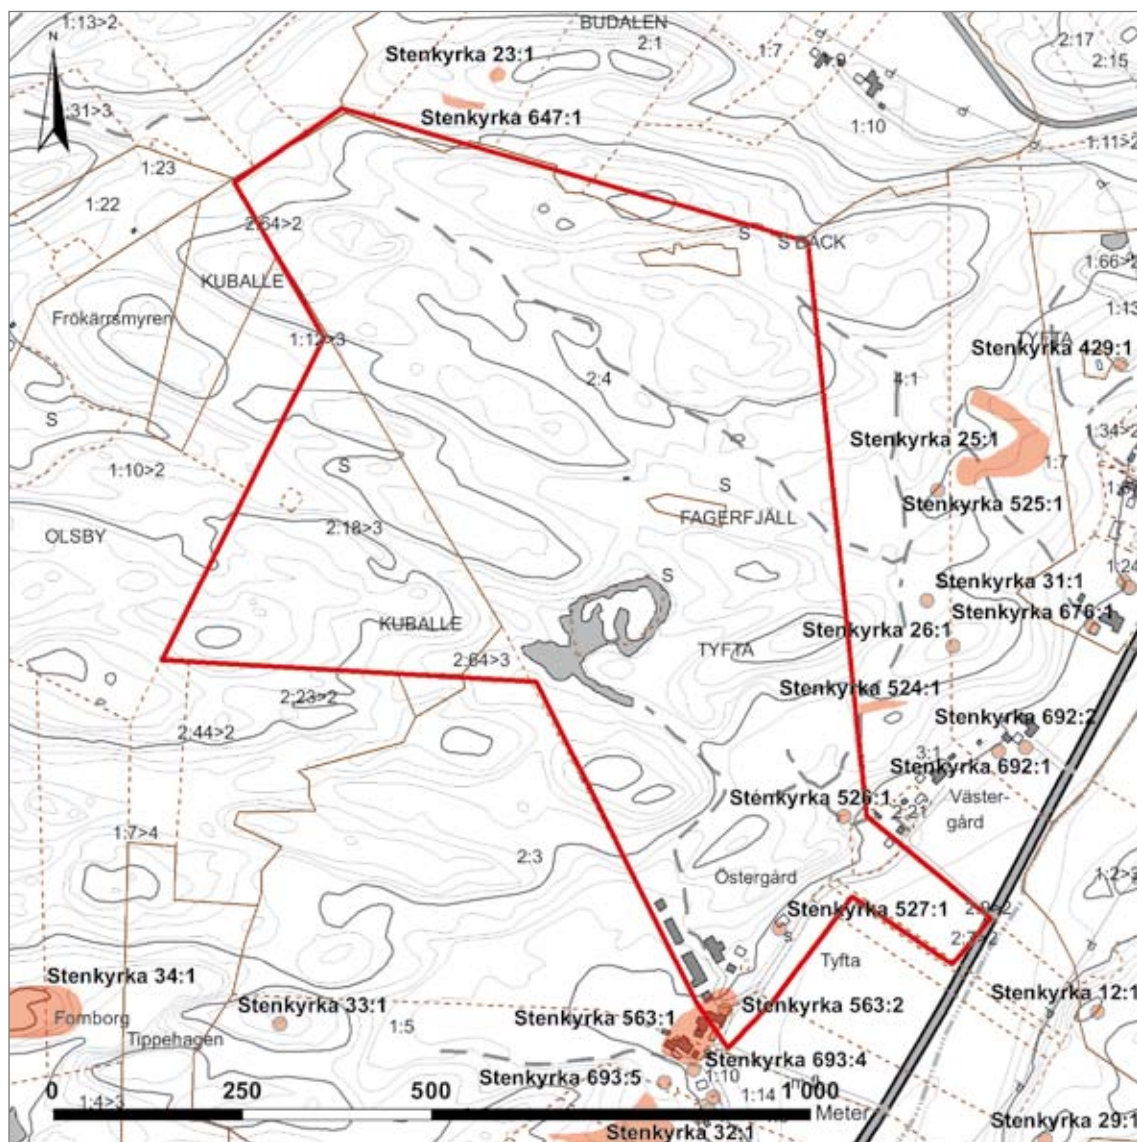 1:13>2
BUDALEN
2:1
1:7
2:17
2:15
N
Stenkyrka 23:1
31>3
Stenkyrka 647:1
1:10
1:11>2
1:23
1:22
2:64>2
S
S BÄCK
1:66>2
KUBALLE
1:13
Frökärrsmyren
1:12>3
TYFTA
Stenkyrka 429:1
2:4
4:1
S
1:34>2
Stenkyrka 25:1
1:7
1:10>2
S
S
Stenkyrka 525:1
FAGERFJÄLL
2:18>3
OLSBY
1:24
S
Stenkyrka 31:1
Stenkyrka 676:1
KUBALLE
Stenkyrka 26:1
TYFTA
2:64>3
Stenkyrka 524:1
2:23>2
Stenkyrka 692:2
2:44>2
3:1
Stenkyrka 692:1
Stenkyrka 526:1
Väster-
2:21
gård
1:7>4
2:3
Östergård
1:2>2
Stenkyrka 527:1
S
Tyfta
Stenkyrka 34:1
Stenkyrka 12:1
Stenkyrka 33:1
Stenkyrka 563:2
Fornborg
Stenkyrka 563:1
1:5
Tippehagen
Stenkyrka 693:4
Stenkyrka 693:5
1:10
0 250 500 1 000
1:4>3
1:14
Meter
Stenkyrka 29:1
Stenkyrka 32:1